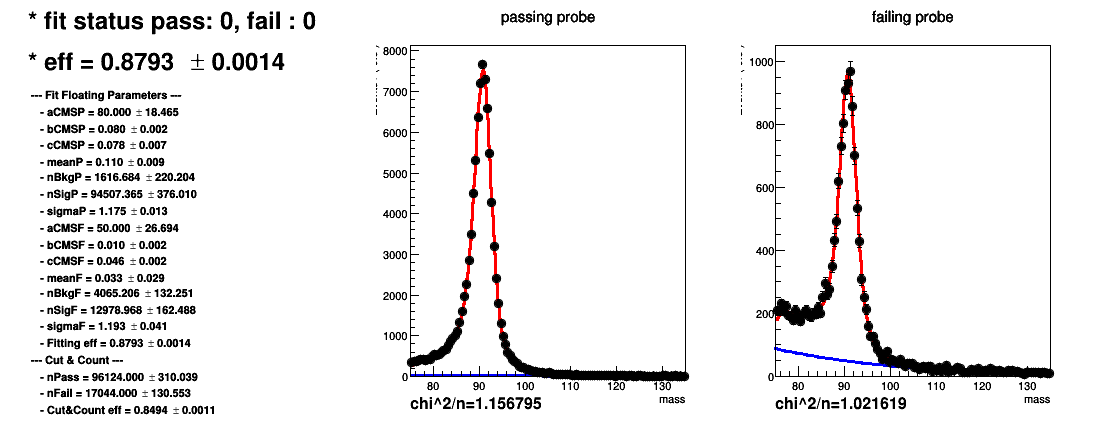 * fit status pass: 0, fail : 0
* eff = 0.8793 ± 0.0014
--- Fit Floating Parameters ---
- aCMSP = 80.000 ± 18.465
- bCMSP = 0.080 ± 0.002
- cCMSP = 0.078 ± 0.007
- meanP = 0.110 ± 0.009
- nBkgP = 1616.684 ± 220.204
- nSigP = 94507.365 ± 376.010
- sigmaP = 1.175 ± 0.013
- aCMSF = 50.000 ± 26.694
- bCMSF = 0.010 ± 0.002
- cCMSF = 0.046 ± 0.002
- meanF = 0.033 ± 0.029
- nBkgF = 4065.206 ± 132.251
- nSigF = 12978.968 ± 162.488
- sigmaF = 1.193 ± 0.041
- Fitting eff = 0.8793 ± 0.0014
--- Cut & Count ---
- nPass = 96124.000 ± 310.039
- nFail = 17044.000 ± 130.553
- Cut&Count eff = 0.8494 ± 0.0011
passing probe
8000
7000
6000
5000
4000
3000
2000
1000
0
80 90 100 110 120 130
mass
chi^2/n=1.156795
failing probe
1000
800
600
400
200
0
80 90 100 110 120 130
mass
chi^2/n=1.021619